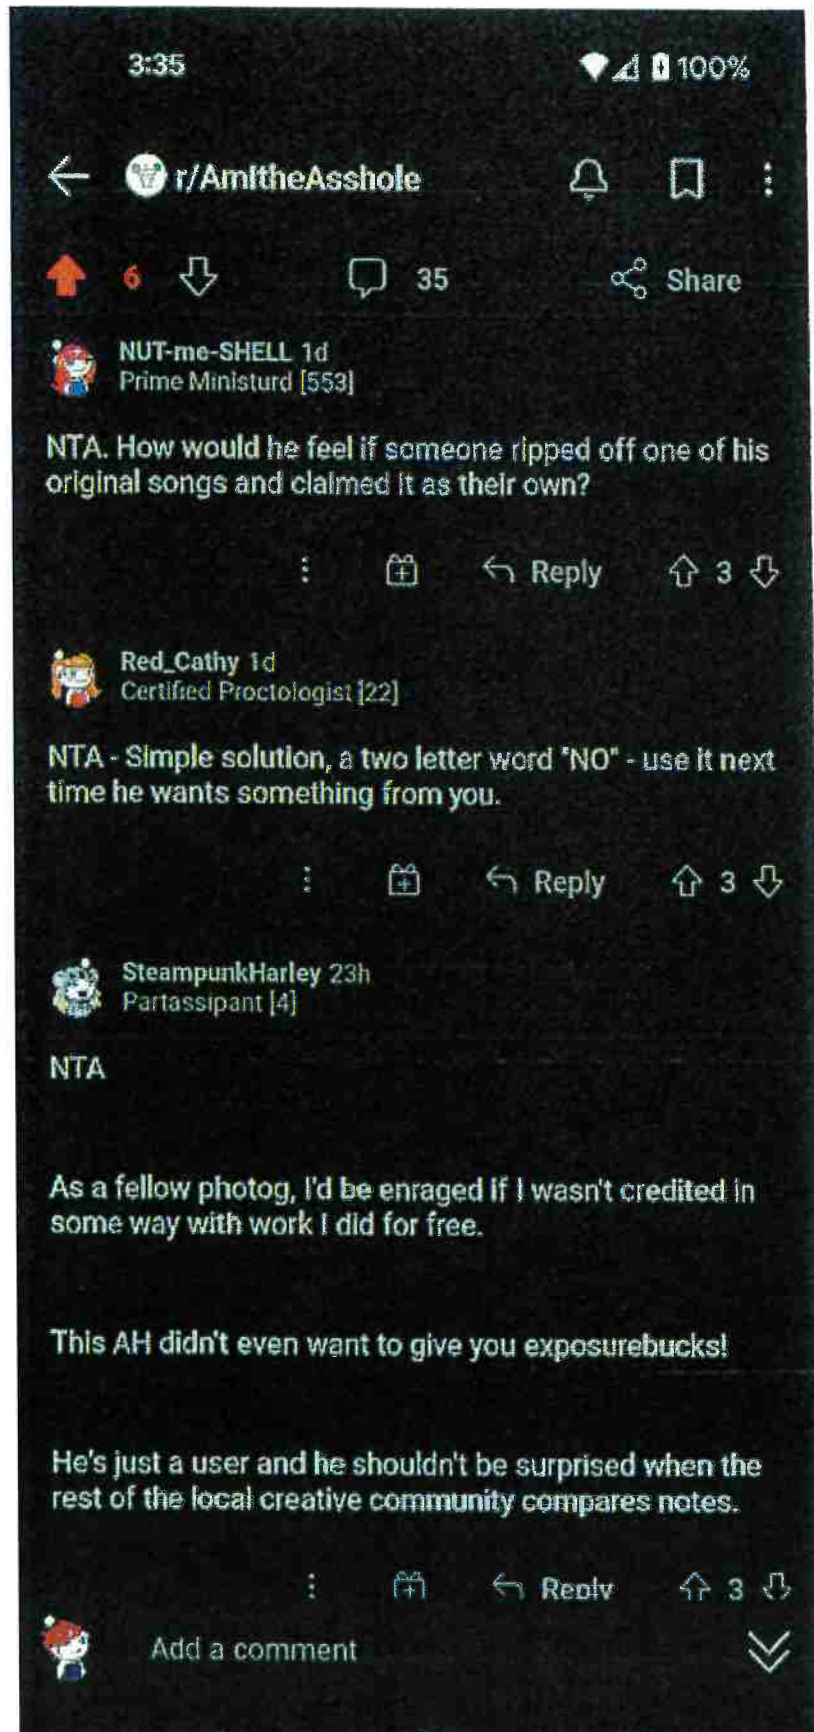 3:35 100%
r/AmItheAsshole
6 35 Share
NUT-me-SHELL 1d
Prime Ministurd [553]
NTA. How would he feel if someone ripped off one of his
original songs and claimed it as their own?
Reply 3
Red_Cathy 1d
Certified Proctologist [22]
NTA - Simple solution, a two letter word "NO" - use it next
time he wants something from you.
Reply 3
SteampunkHarley 23h
Partassipant [4]
NTA
As a fellow photog, I'd be enraged if I wasn't credited in
some way with work I did for free.
This AH didn't even want to give you exposurebucks!
He's just a user and he shouldn't be surprised when the
rest of the local creative community compares notes.
Reply 3
Add a comment